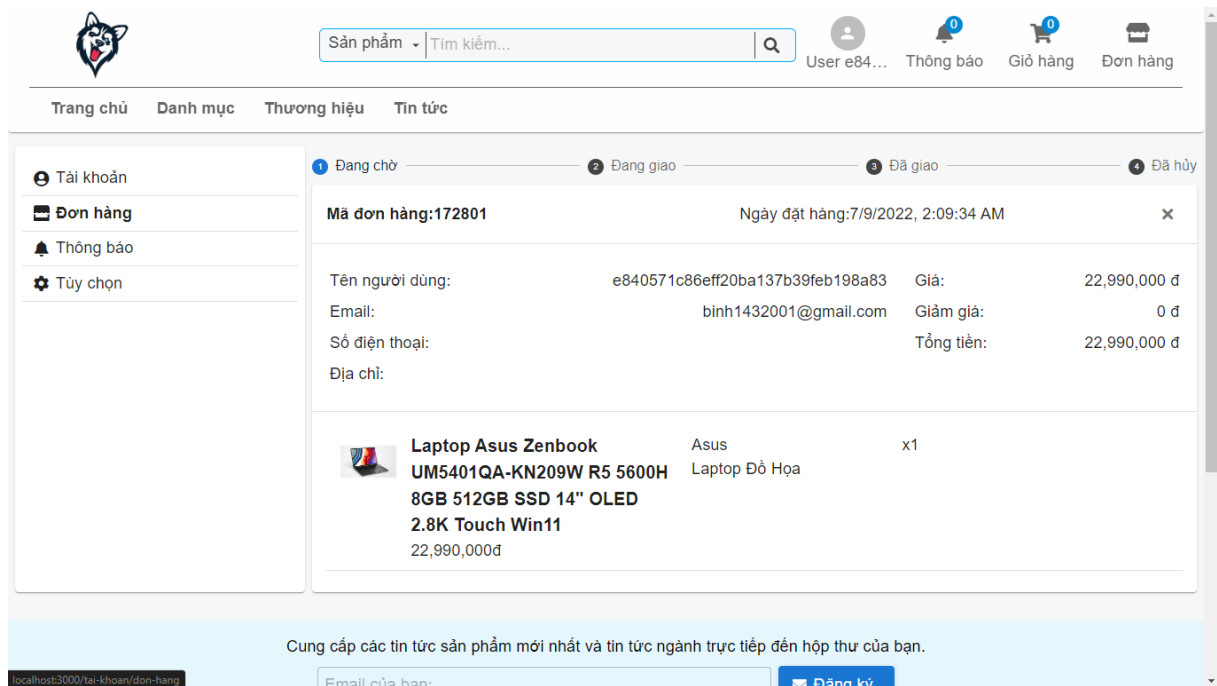 Sản phẩm
Tìm kiếm...
0
0
User e84...
Thông báo
Giỏ hàng
Đơn hàng
Trang chủ
Danh mục
Thương hiệu
Tin tức
Tài khoản
Đơn hàng
Thông báo
Tùy chọn
1 Đang chờ
2 Đang giao
3 Đã giao
4 Đã hủy
Mã đơn hàng:172801
Ngày đặt hàng:7/9/2022, 2:09:34 AM
Tên người dùng: e840571c86eff20ba137b39feb198a83
Email: binh1432001@gmail.com
Số điện thoại:
Địa chỉ:
Giá: 22,990,000 đ
Giảm giá: 0 đ
Tổng tiền: 22,990,000 đ
Laptop Asus Zenbook
UM5401QA-KN209W R5 5600H
8GB 512GB SSD 14" OLED
2.8K Touch Win11
22,990,000đ
Asus
Laptop Đồ Họa
x1
Cung cấp các tin tức sản phẩm mới nhất và tin tức ngành trực tiếp đến hộp thư của bạn.
Email của bạn:
Đăng ký
localhost:3000/tai-khoan/don-hang